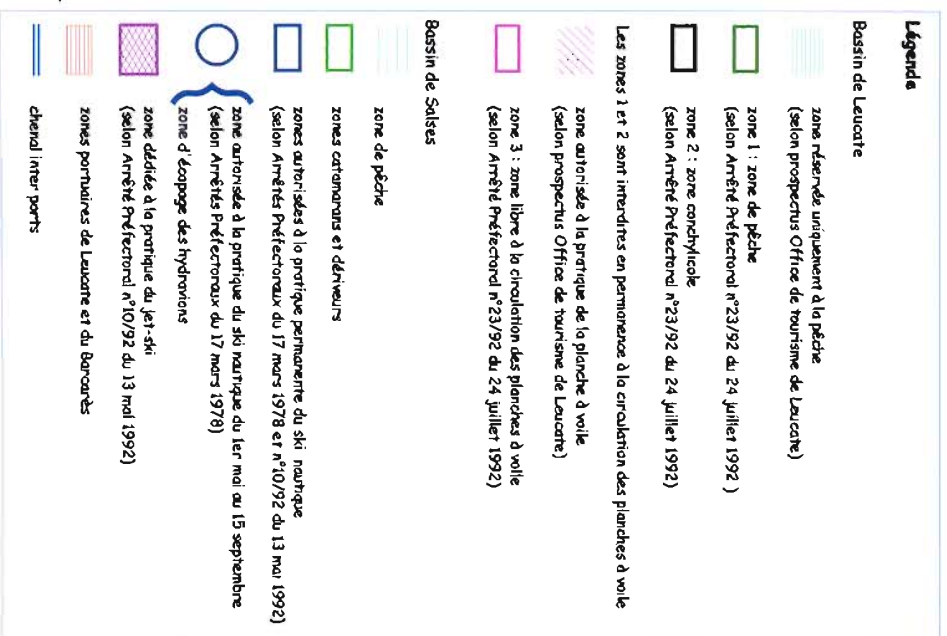 Légende
Bassin de Leucate
zone réservée uniquement à la pêche
(selon prospectus Office de tourisme de Leucate)
zone 1 : zone de pêche
(selon Arrêté Préfectoral n°23/92 du 24 juillet 1992 )
zone 2 : zone conchylicole
(selon Arrêté Préfectoral n°23/92 du 24 juillet 1992)
Les zones 1 et 2 sont interdites en permanence à la circulation des planches à voile
zone autorisée à la pratique de la planche à voile
(selon prospectus Office de tourisme de Leucate)
zone 3 : zone libre à la circulation des planches à voile
(selon Arrêté Préfectoral n°23/92 du 24 juillet 1992)
Bassin de Salses
zone de pêche
zones catamarans et dériveurs
zones autorisées à la pratique permanente du ski nautique
(selon Arrêtés Préfectoraux du 17 mars 1978 et n°10/92 du 13 mai 1992)
zone autorisée à la pratique du ski nautique du 1er mai au 15 septembre
(selon Arrêtés Préfectoraux du 17 mars 1978)
zone d'écopage des hydravions
zone dédiée à la pratique du jet-ski
(selon Arrêté Préfectoral n°10/92 du 13 mai 1992)
zones portuaires de Leucate et du Barcarès
chenal inter ports